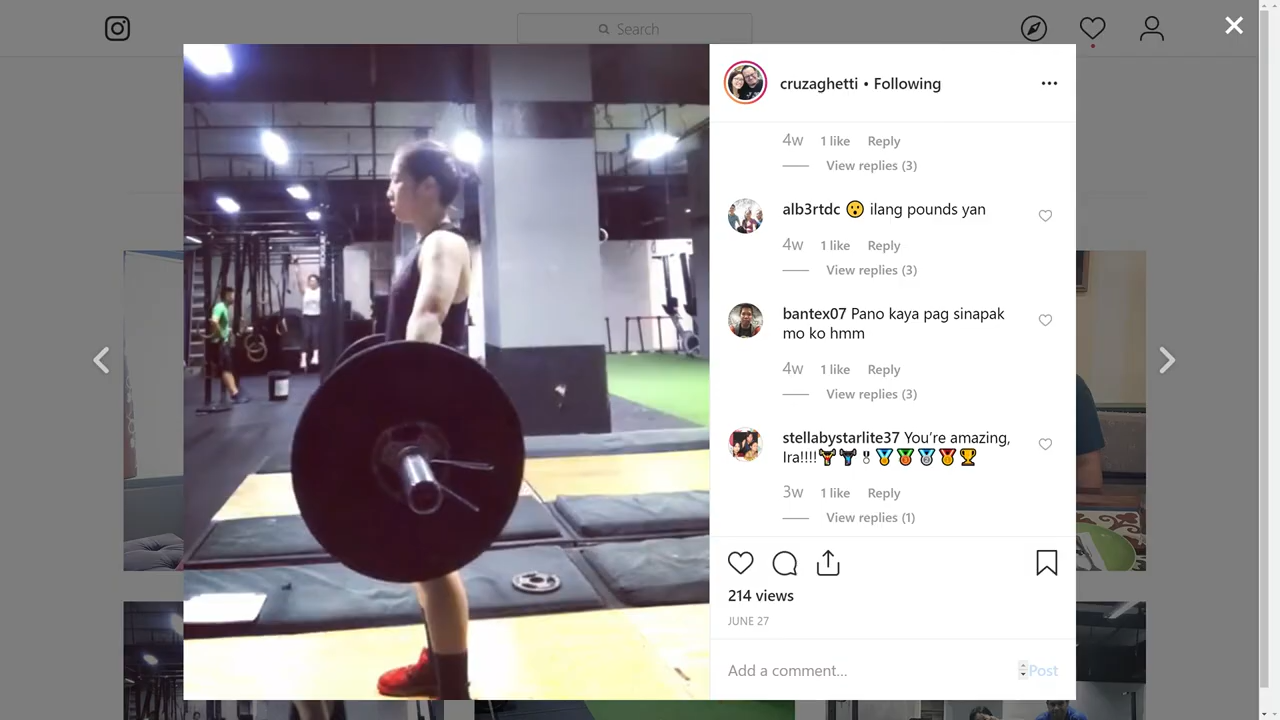 Search
cruzaghetti • Following
4w 1 like Reply
View replies (3)
alb3rtdc 😮 ilang pounds yan
4w 1 like Reply
View replies (3)
bantex07 Pano kaya pag sinapak
mo ko hmm
4w 1 like Reply
View replies (3)
stellabystarlite37 You’re amazing,
Ira!!!!🏋🏋🎖🏅🥉🥈🥇🏆
3w 1 like Reply
View replies (1)
214 views
JUNE 27
Add a comment...
Post